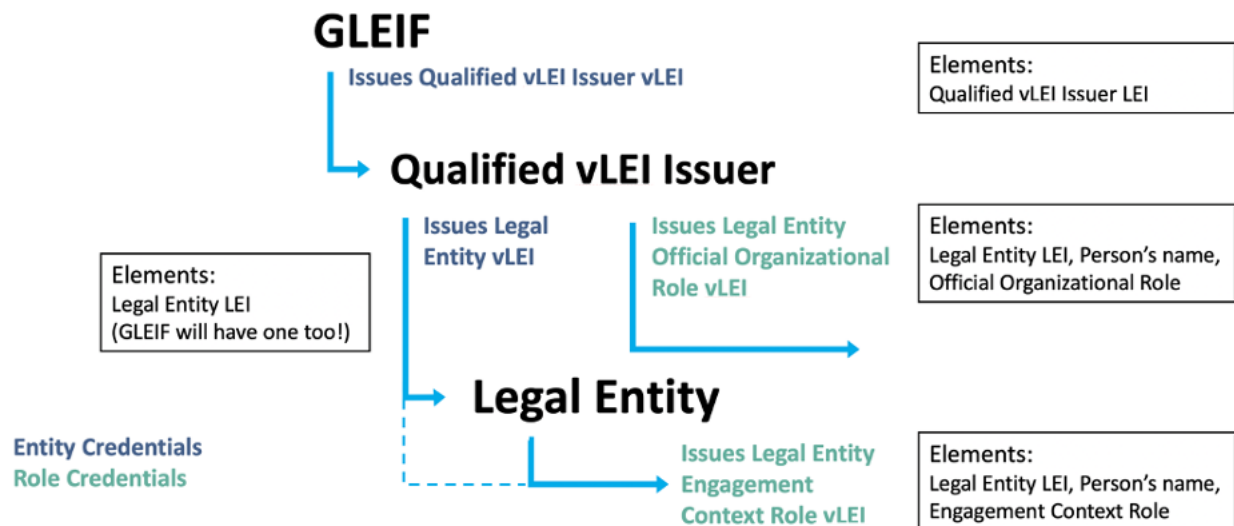 GLEIF
Issues Qualified vLEI Issuer vLEI
Elements:
Qualified vLEI Issuer LEI
Qualified vLEI Issuer
Issues Legal
Entity vLEI
Issues Legal Entity
Official Organizational
Role vLEI
Elements:
Legal Entity LEI, Person's name,
Official Organizational Role
Elements:
Legal Entity LEI
(GLEIF will have one too!)
Legal Entity
Entity Credentials
Role Credentials
Issues Legal Entity
Engagement
Context Role vLEI
Elements:
Legal Entity LEI, Person's name,
Engagement Context Role